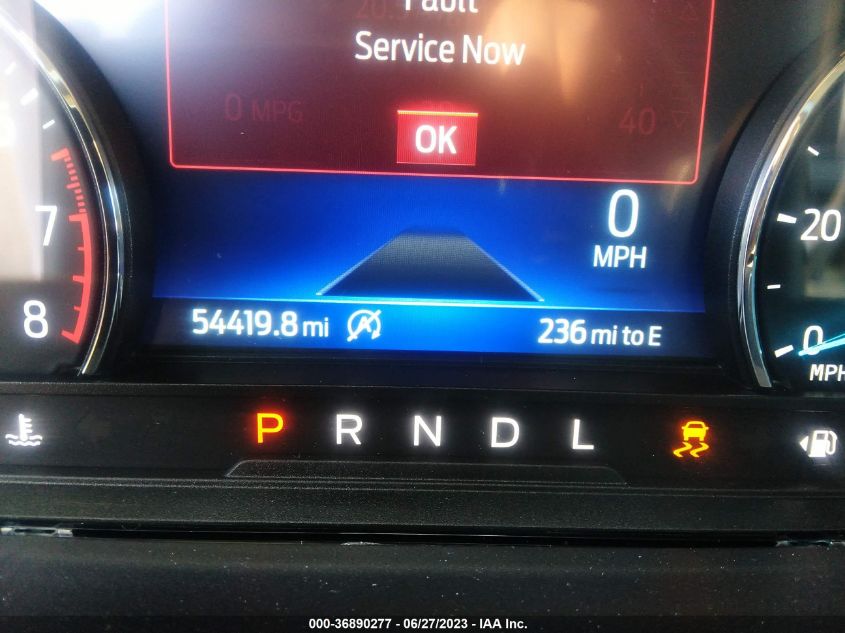 Fault
Service Now
0 MPG
40
OK
0
MPH
7
8
20
0
MPH
54419.8 mi
236 mi to E
P R N D L
000-36890277 - 06/27/2023 - IAA Inc.